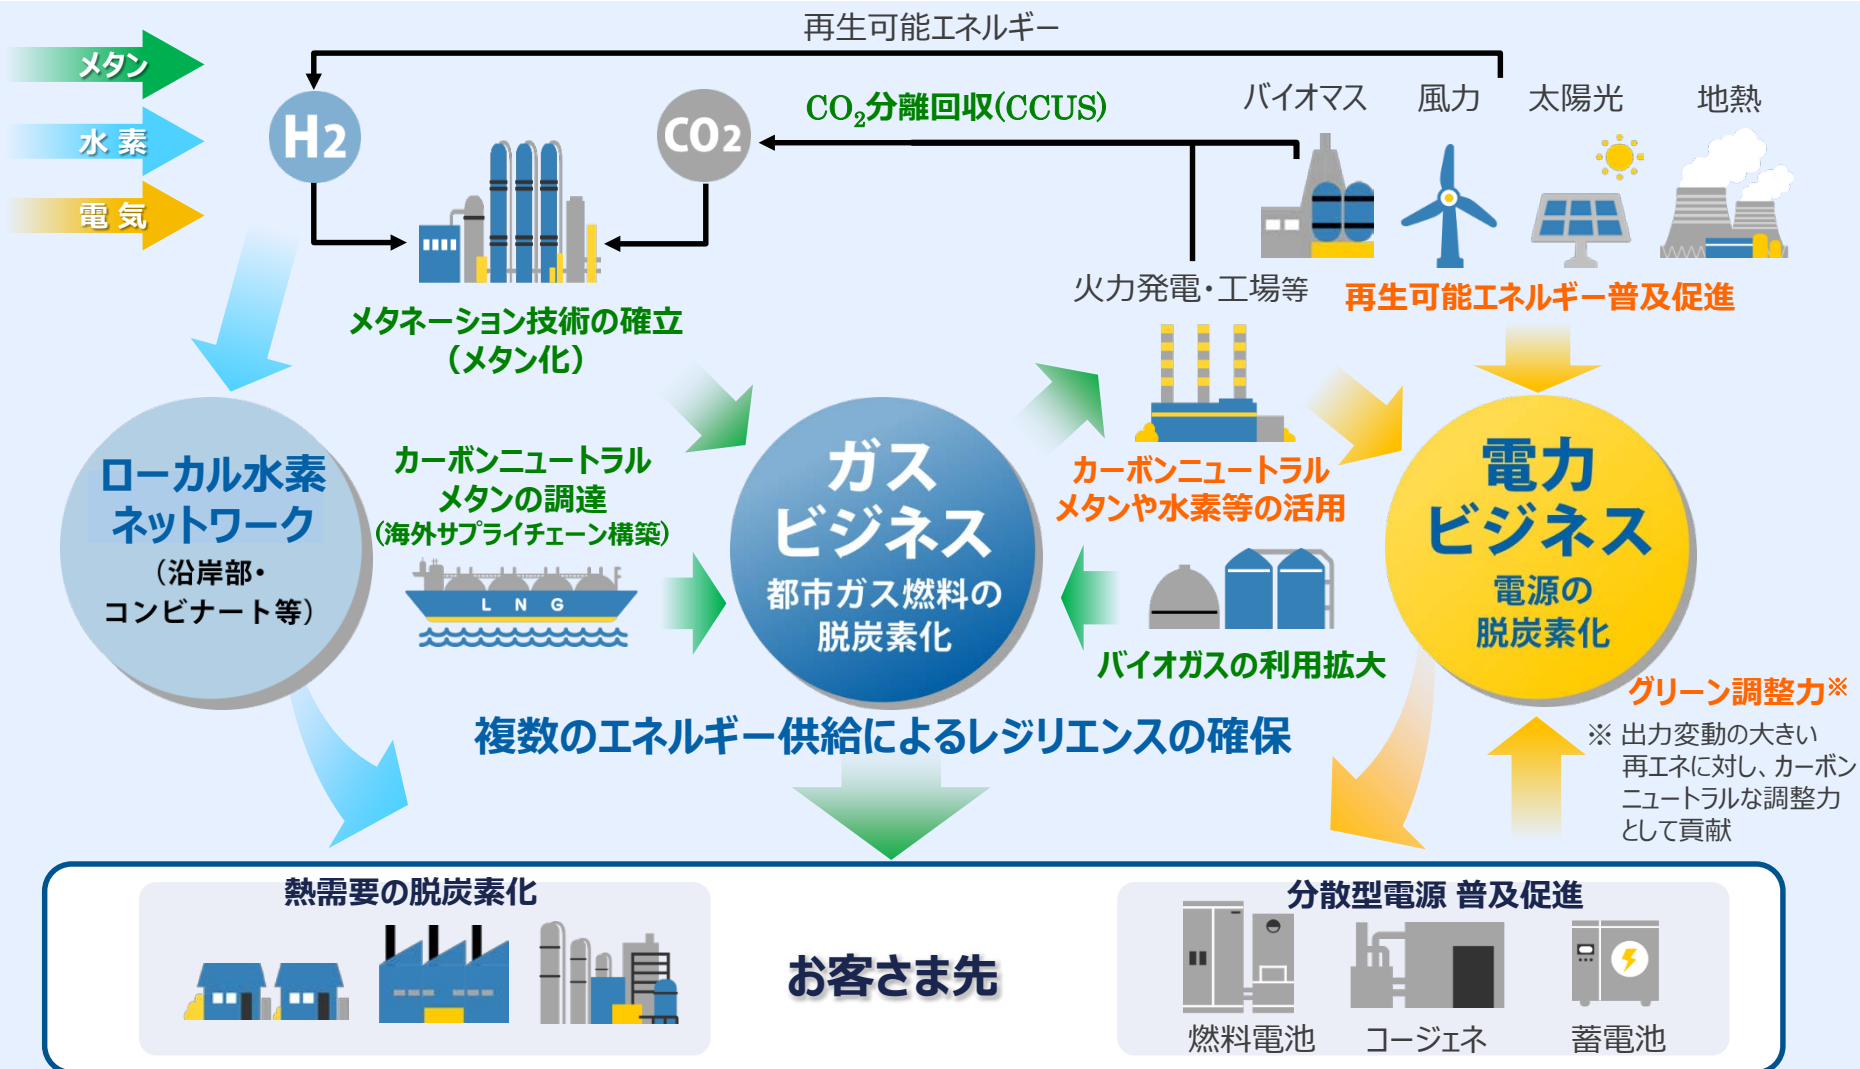 再生可能エネルギー
メタン
水 素
電 気
H2
CO2
CO₂分離回収(CCUS)
バイオマス
風力
太陽光
地熱
火力発電・工場等
再生可能エネルギー普及促進
メタネーション技術の確立
（メタン化）
ローカル水素
ネットワーク
（沿岸部・
コンビナート等）
カーボンニュートラル
メタンの調達
（海外サプライチェーン構築）
L N G
ガス
ビジネス
都市ガス燃料の
脱炭素化
カーボンニュートラル
メタンや水素等の活用
バイオガスの利用拡大
電力
ビジネス
電源の
脱炭素化
グリーン調整力※
※ 出力変動の大きい
再エネに対し、カーボン
ニュートラルな調整力
として貢献
複数のエネルギー供給によるレジリエンスの確保
熱需要の脱炭素化
お客さま先
分散型電源 普及促進
燃料電池
コージェネ
蓄電池